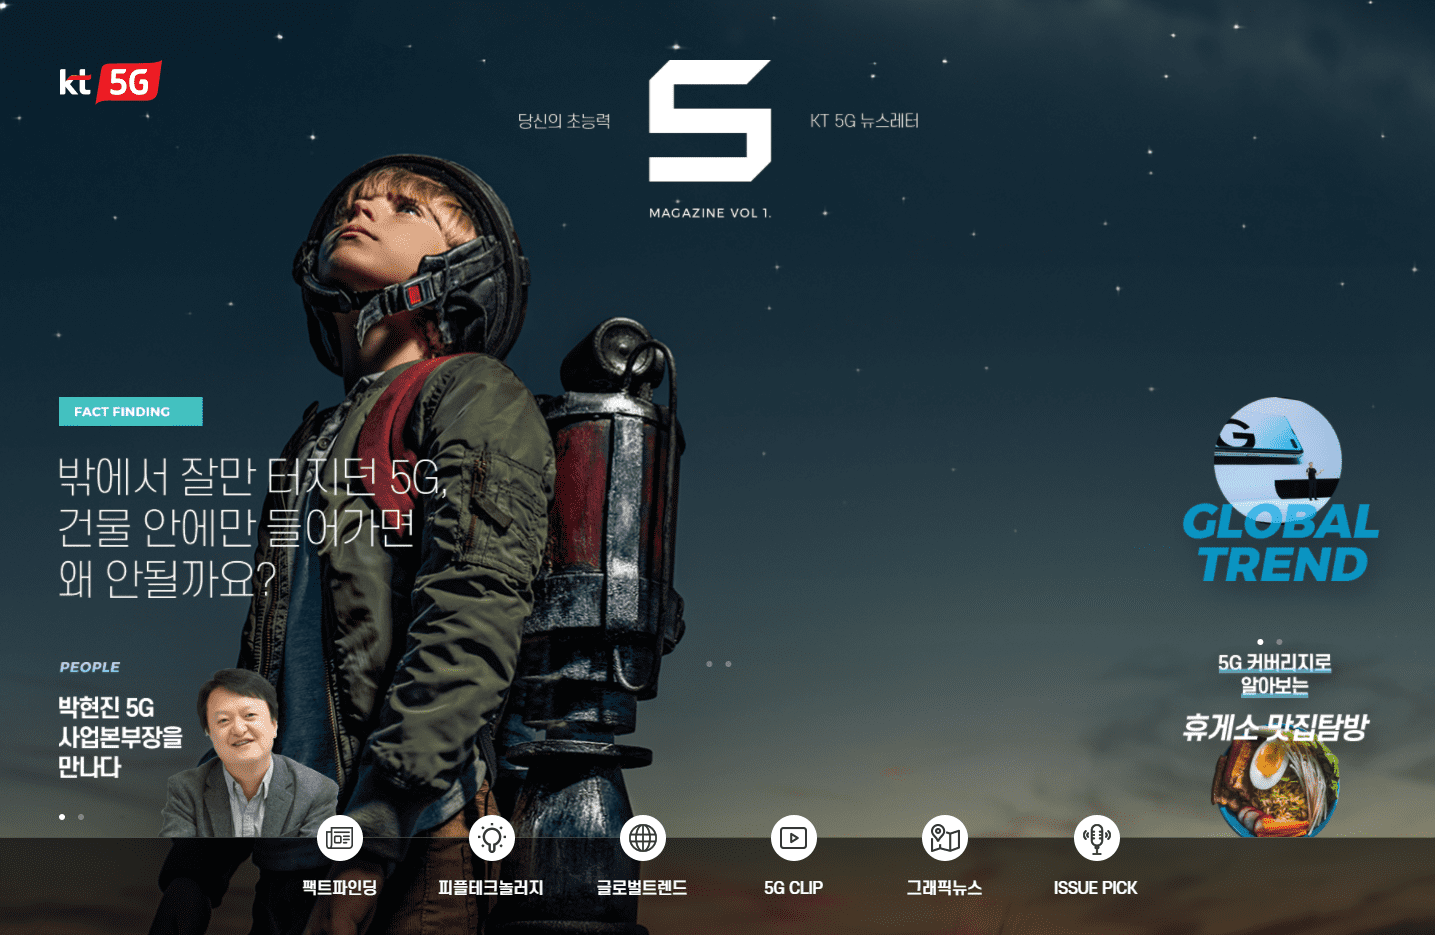 kt 5G
당신의 초능력
5
KT 5G 뉴스레터
MAGAZINE VOL 1.
FACT FINDING
밖에서 잘만 터지던 5G,
건물 안에만 들어가면
왜 안될까요?
PEOPLE
박현진 5G
사업본부장을
만나다
G
GLOBAL
TREND
5G 커버리지로
알아보는
휴게소 맛집탐방
팩트파인딩
피플테크놀러지
글로벌트렌드
5G CLIP
그래픽뉴스
ISSUE PICK